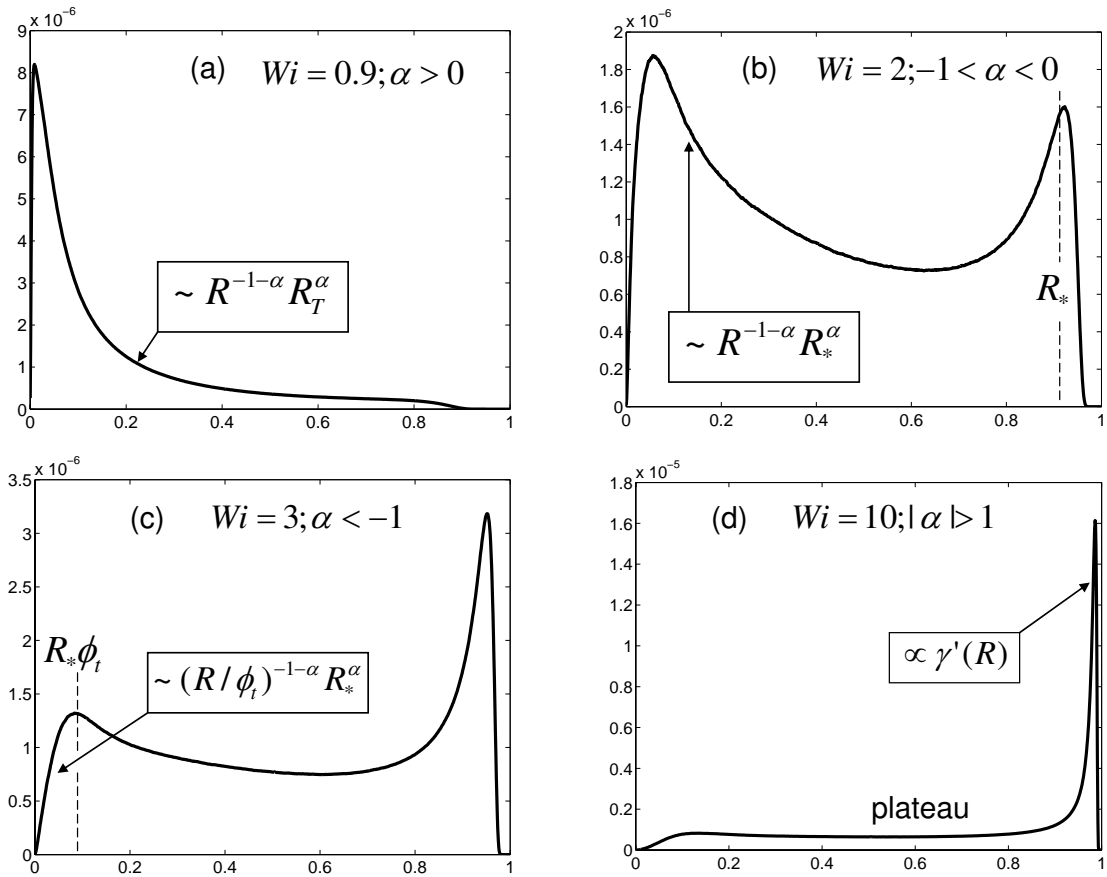 x 10⁻⁶
(a) Wi = 0.9; α > 0
~ R^{-1-α} R_T^α
9
8
7
6
5
4
3
2
1
0
0 0.2 0.4 0.6 0.8 1
x 10⁻⁶
(b) Wi = 2; −1 < α < 0
R_*
~ R^{-1-α} R_*^α
2
1.8
1.6
1.4
1.2
1
0.8
0.6
0.4
0.2
0
0 0.2 0.4 0.6 0.8 1
x 10⁻⁶
(c) Wi = 3; α < −1
R_*ϕ_t
~ (R / ϕ_t)^{-1-α} R_*^α
3.5
3
2.5
2
1.5
1
0.5
0
0 0.2 0.4 0.6 0.8 1
x 10⁻⁵
(d) Wi = 10; | α |> 1
∝ γ'(R)
plateau
1.8
1.6
1.4
1.2
1
0.8
0.6
0.4
0.2
0
0 0.2 0.4 0.6 0.8 1